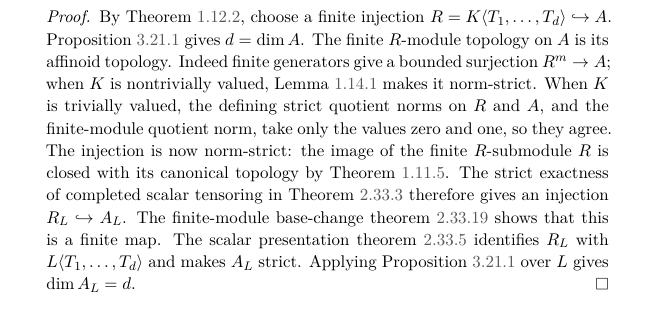 Proof. By Theorem 1.12.2, choose a finite injection R = K⟨T₁, . . . , T_d⟩ ↪ A.
Proposition 3.21.1 gives d = dim A. The finite R-module topology on A is its
affinoid topology. Indeed finite generators give a bounded surjection Rᵐ → A;
when K is nontrivially valued, Lemma 1.14.1 makes it norm-strict. When K
is trivially valued, the defining strict quotient norms on R and A, and the
finite-module quotient norm, take only the values zero and one, so they agree.
The injection is now norm-strict: the image of the finite R-submodule R is
closed with its canonical topology by Theorem 1.11.5. The strict exactness
of completed scalar tensoring in Theorem 2.33.3 therefore gives an injection
R_L ↪ A_L. The finite-module base-change theorem 2.33.19 shows that this
is a finite map. The scalar presentation theorem 2.33.5 identifies R_L with
L⟨T₁, . . . , T_d⟩ and makes A_L strict. Applying Proposition 3.21.1 over L gives
dim A_L = d. □